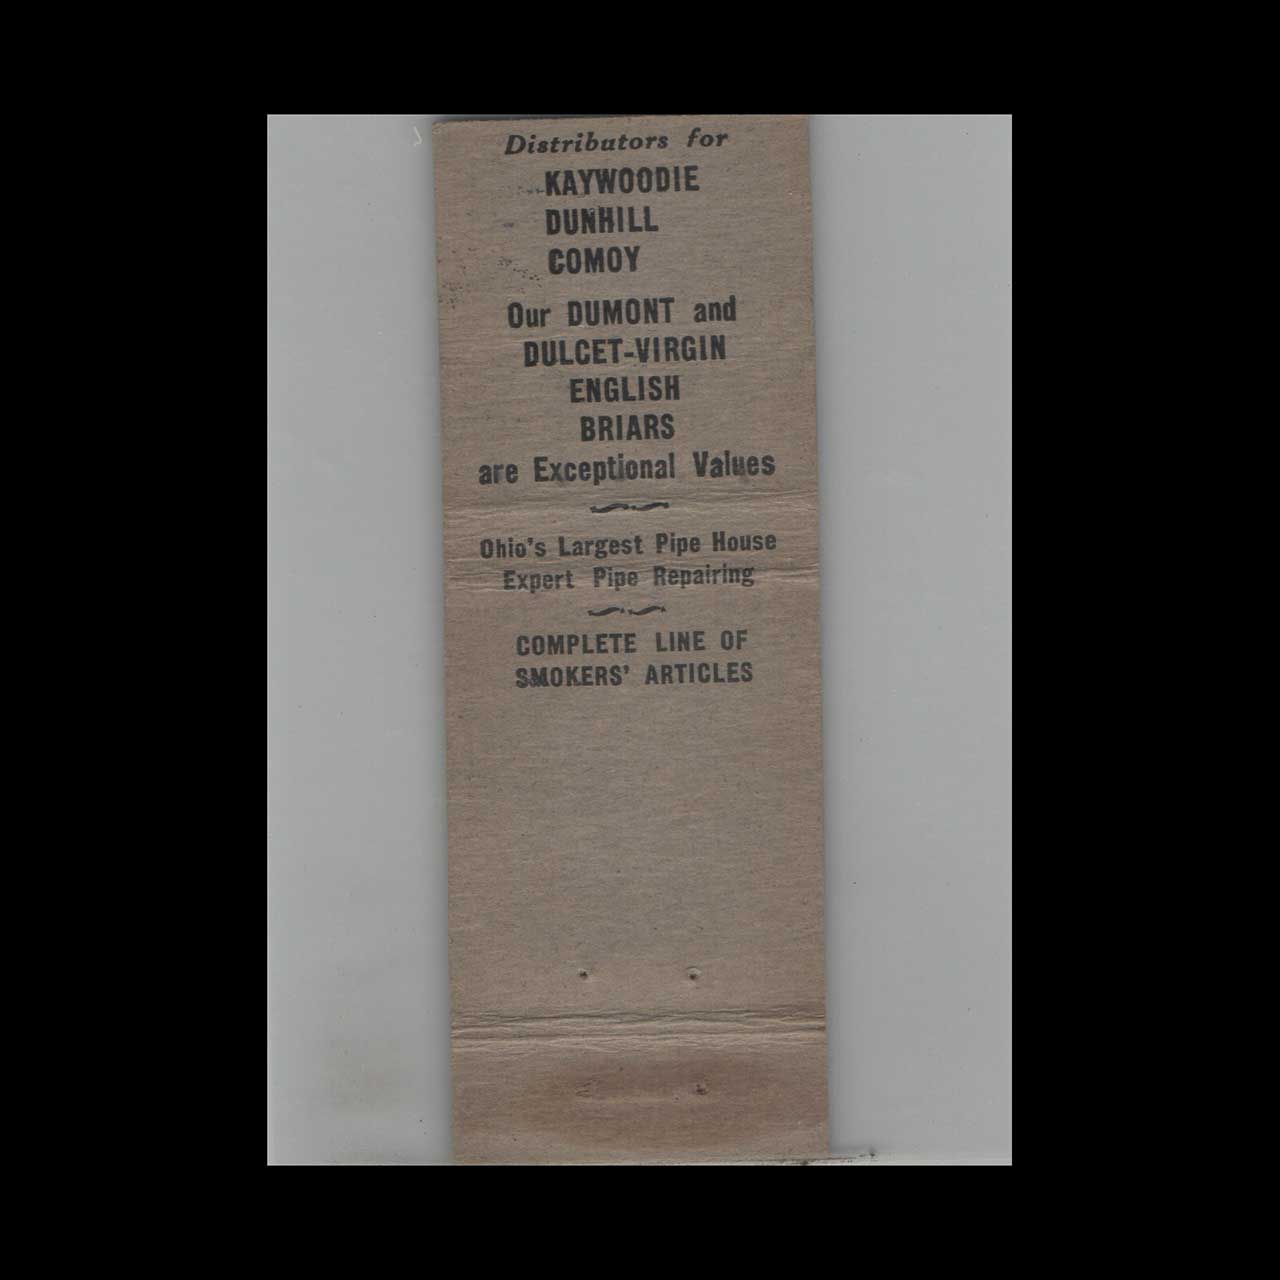 Distributors for
KAYWOODIE
DUNHILL
COMOY
Our DUMONT and
DULCET-VIRGIN
ENGLISH
BRIARS
are Exceptional Values
Ohio's Largest Pipe House
Expert Pipe Repairing
COMPLETE LINE OF
SMOKERS' ARTICLES